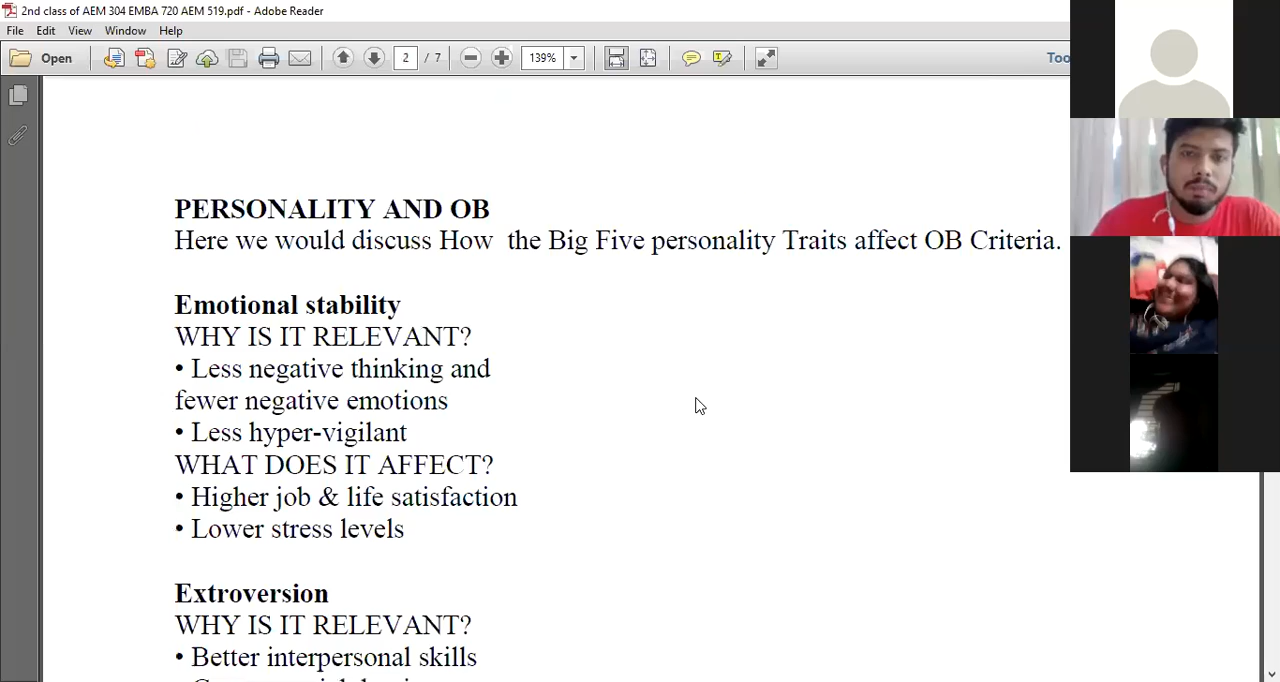 2nd class of AEM 304 EMBA 720 AEM 519.pdf - Adobe Reader
File Edit View Window Help
Open 2 / 7 139% Too
PERSONALITY AND OB
Here we would discuss How the Big Five personality Traits affect OB Criteria.
Emotional stability
WHY IS IT RELEVANT?
• Less negative thinking and
fewer negative emotions
• Less hyper-vigilant
WHAT DOES IT AFFECT?
• Higher job & life satisfaction
• Lower stress levels
Extroversion
WHY IS IT RELEVANT?
• Better interpersonal skills